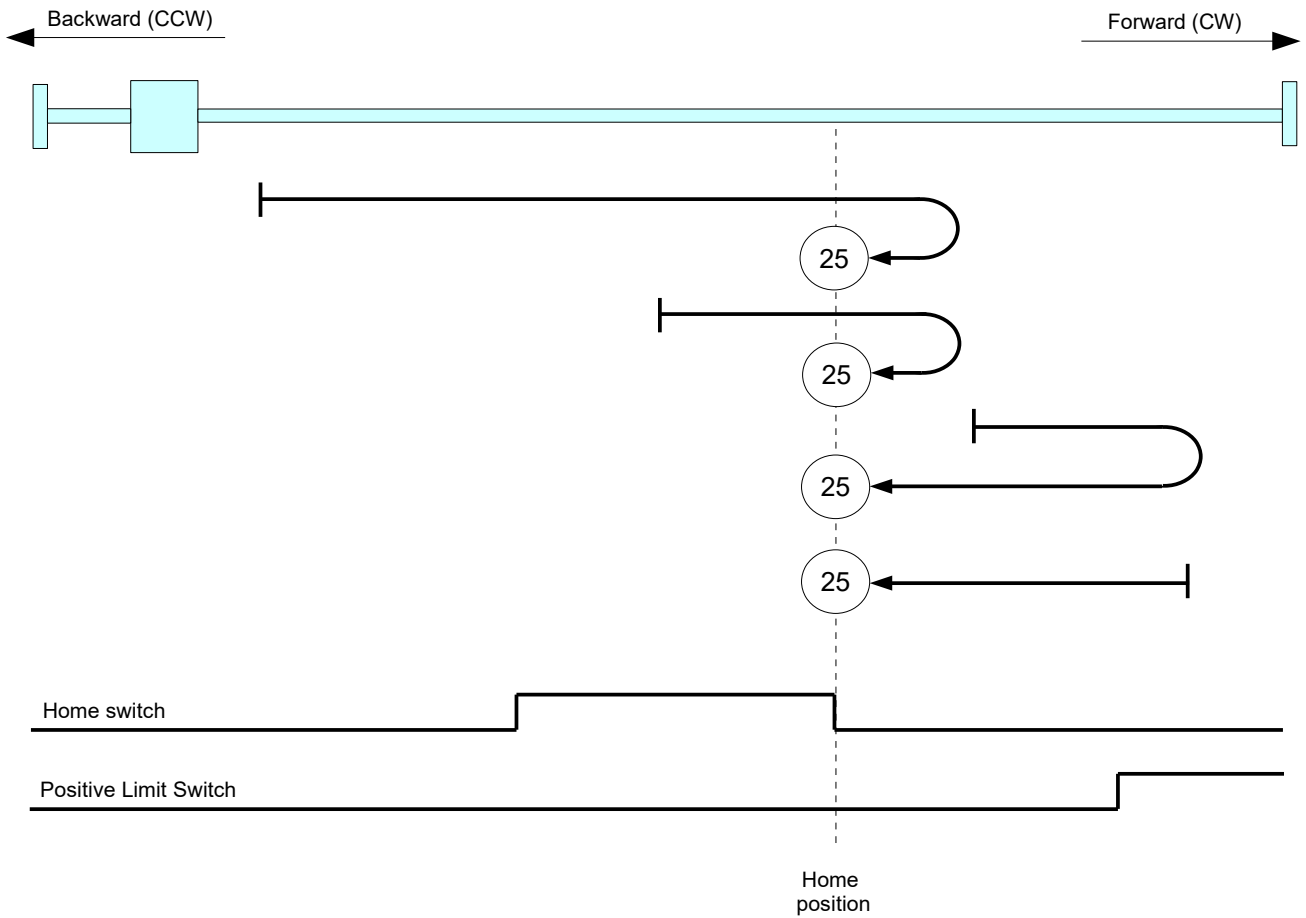 Backward (CCW)
Forward (CW)
25
25
25
25
Home switch
Positive Limit Switch
Home
position